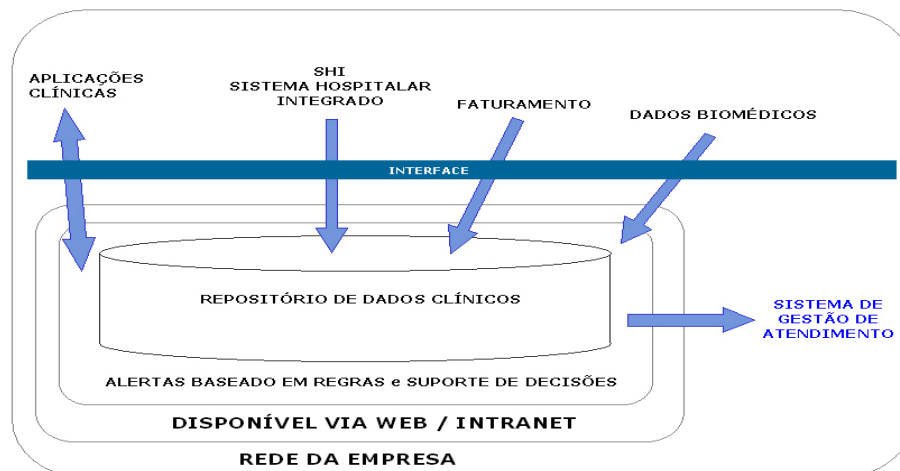 APLICAÇÕES
CLÍNICAS
SHI
SISTEMA HOSPITALAR
INTEGRADO
FATURAMENTO
DADOS BIOMÉDICOS
INTERFACE
REPOSITÓRIO DE DADOS CLÍNICOS
SISTEMA DE
GESTÃO DE
ATENDIMENTO
ALERTAS BASEADO EM REGRAS e SUPORTE DE DECISÕES
DISPONÍVEL VIA WEB / INTRANET
REDE DA EMPRESA